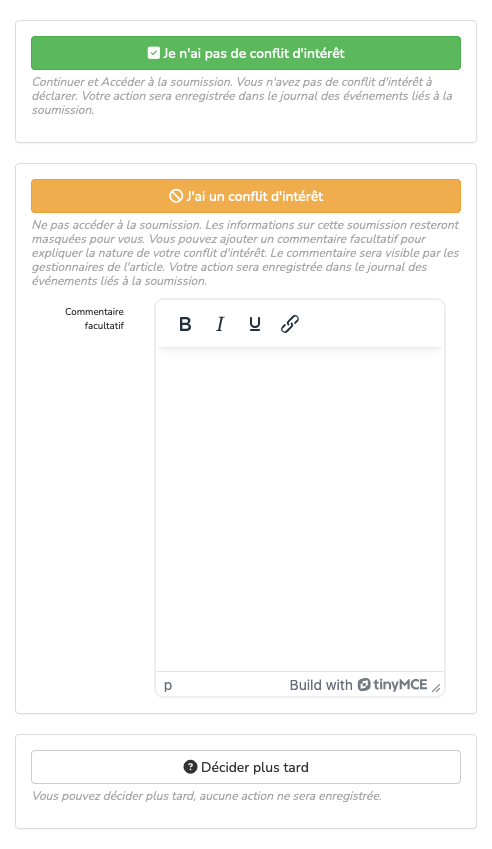 Je n'ai pas de conflit d'intérêt
Continuer et Accéder à la soumission. Vous n'avez pas de conflit d'intérêt à
déclarer. Votre action sera enregistrée dans le journal des événements liés à la
soumission.
J'ai un conflit d'intérêt
Ne pas accéder à la soumission. Les informations sur cette soumission resteront
masquées pour vous. Vous pouvez ajouter un commentaire facultatif pour
expliquer la nature de votre conflit d'intérêt. Le commentaire sera visible par les
gestionnaires de l'article. Votre action sera enregistrée dans le journal des
événements liés à la soumission.
Commentaire
facultatif
B I U
p Build with tinyMCE
Décider plus tard
Vous pouvez décider plus tard, aucune action ne sera enregistrée.